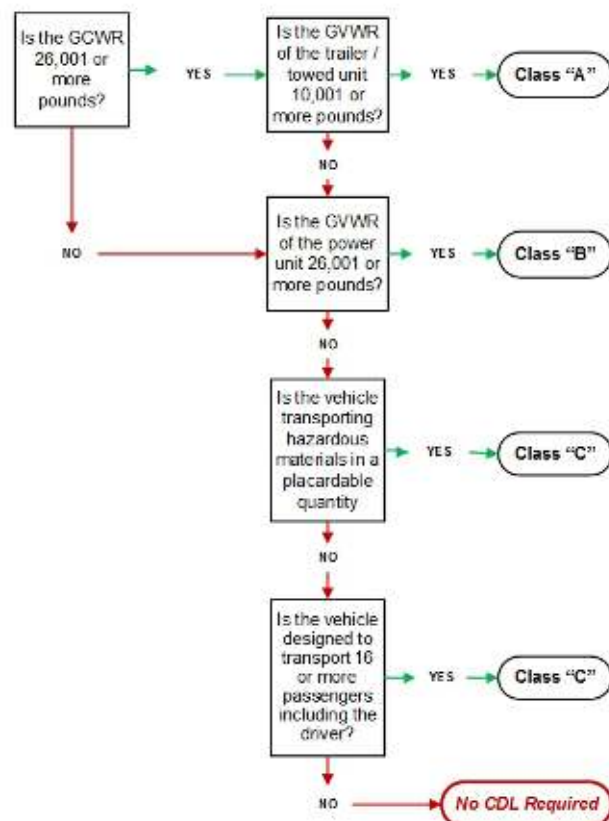 Is the GCWR
26,001 or
more
pounds?
YES
Is the GVWR
of the trailer /
towed unit
10,001 or
more pounds?
YES
Class “A”
NO
NO
Is the GVWR
of the power
unit 26,001 or
more pounds?
YES
Class “B”
NO
Is the vehicle
transporting
hazardous
materials in a
placardable
quantity
YES
Class “C”
NO
Is the vehicle
designed to
transport 16
or more
passengers
including the
driver?
YES
Class “C”
NO
No CDL Required